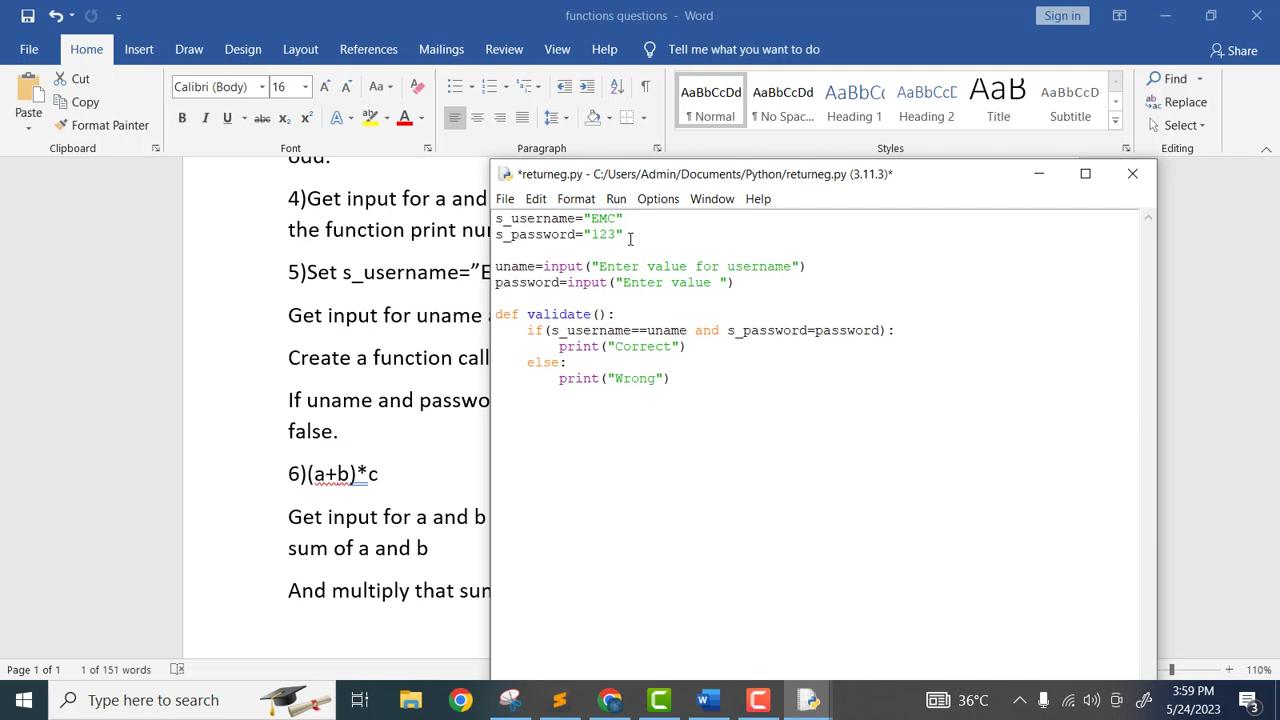 functions questions - Word
Sign in
File Home Insert Draw Design Layout References Mailings Review View Help Tell me what you want to do Share
Paste
Cut
Copy
Format Painter
Clipboard
Calibri (Body) 16
Font
Paragraph
AaBbCcDd AaBbCcDd AaBbCc AaBbCcD AaB AaBbCcD
¶ Normal ¶ No Spac... Heading 1 Heading 2 Title Subtitle
Styles
Find
Replace
Select
Editing
odd.
4)Get input for a and
the function print nur
5)Set s_username=”E
Get input for uname
Create a function call
If uname and passwo
false.
6)(a+b)*c
Get input for a and b
sum of a and b
And multiply that sun
*returneg.py - C:/Users/Admin/Documents/Python/returneg.py (3.11.3)*
File Edit Format Run Options Window Help
s_username="EMC"
s_password="123"
uname=input("Enter value for username")
password=input("Enter value ")
def validate():
if(s_username==uname and s_password=password):
print("Correct")
else:
print("Wrong")
Page 1 of 1 1 of 151 words
110%
Type here to search
36°C
3:59 PM
5/24/2023
3